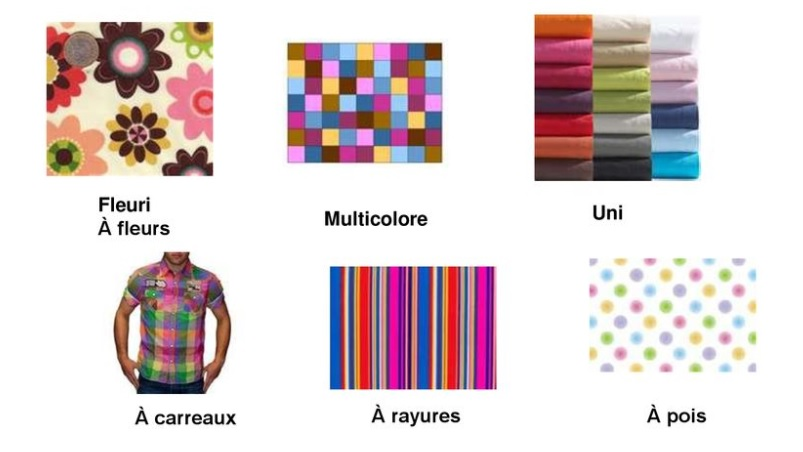 Fleuri
À fleurs
Multicolore
Uni
À carreaux
À rayures
À pois